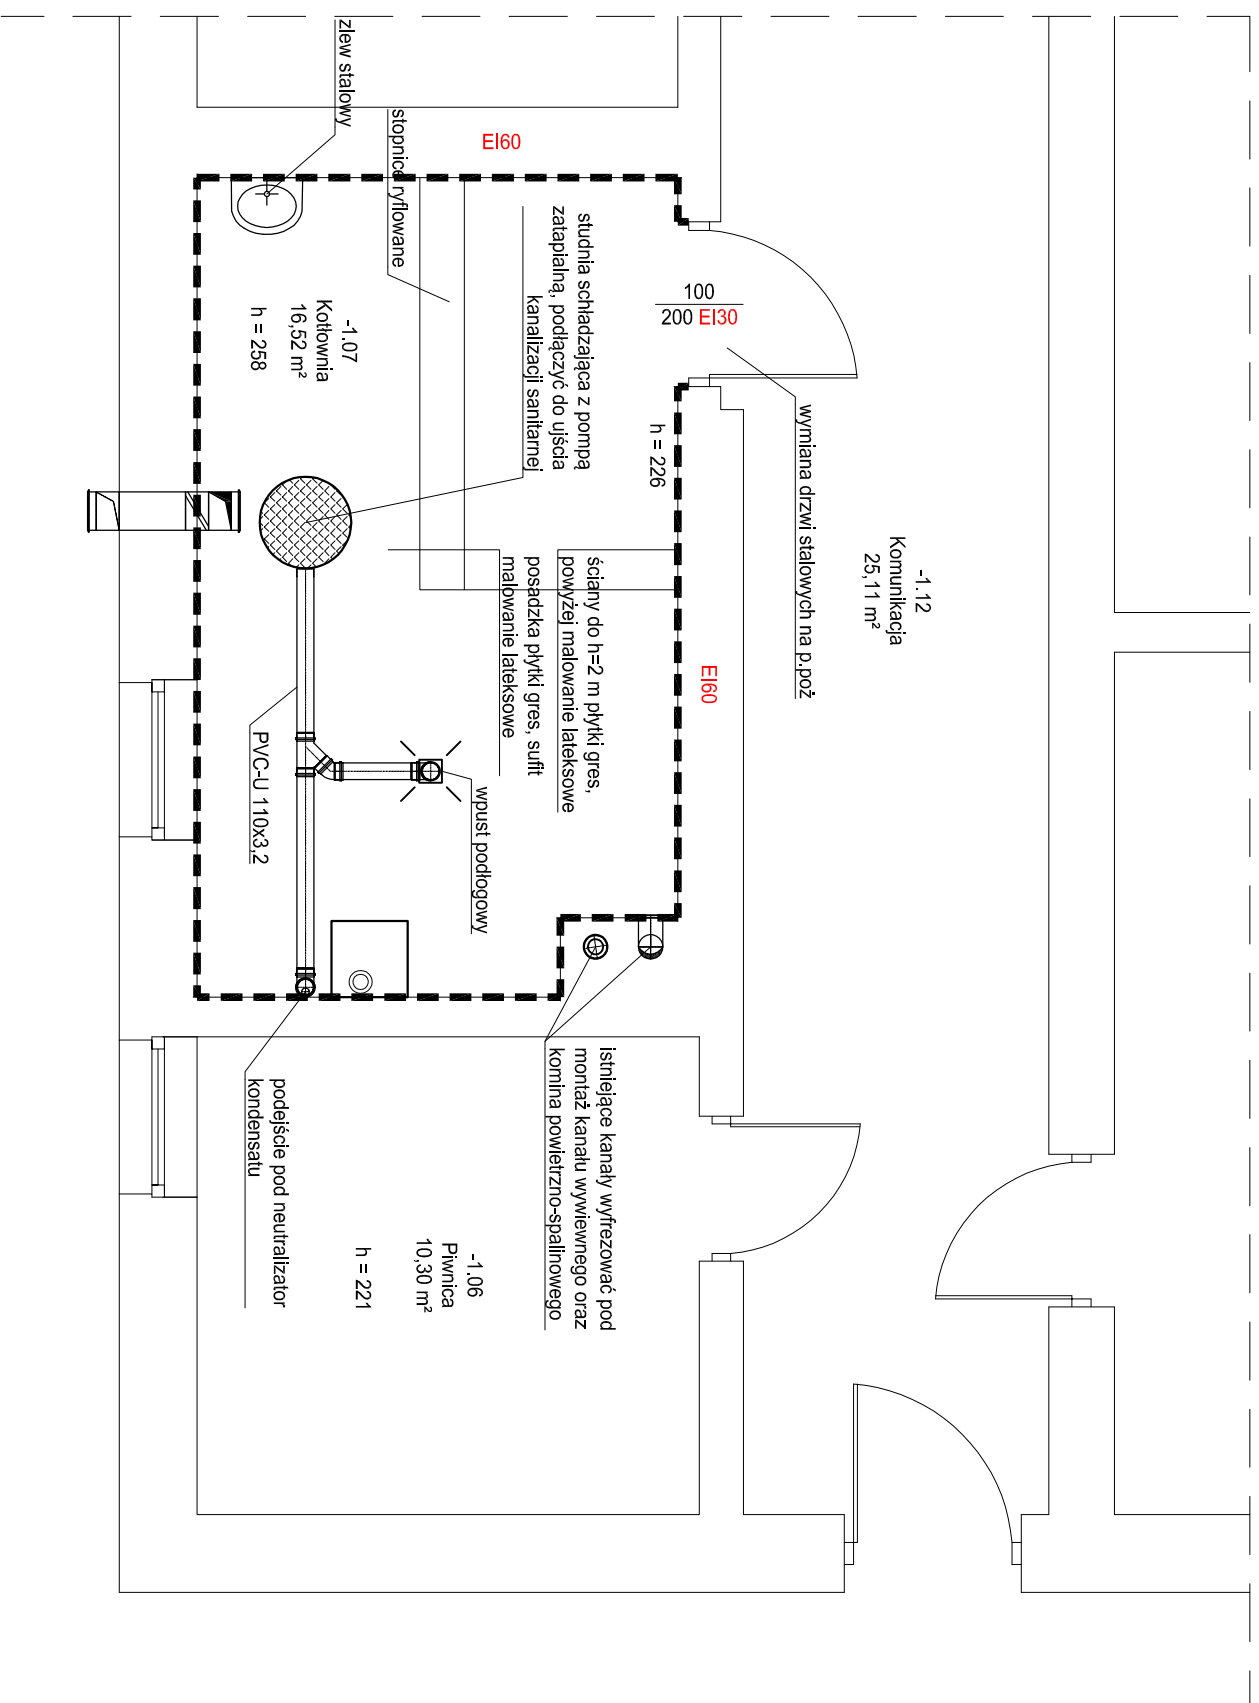 zlew stalowy
stopnice ryflowane
EI60
studnia schładzająca z pompą
zatapialną, podłączyć do ujścia
kanalizacji sanitarnej
-1.07
Kotłownia
16,52 m²
h = 258
100
200 EI30
wymiana drzwi stalowych na p.poż
h = 226
-1.12
Komunikacja
25,11 m²
ściany do h=2 m płytki gres,
powyżej malowanie lateksowe
posadzka płytki gres, sufit
malowanie lateksowe
EI60
PVC-U 110x3,2
wpust podłogowy
istniejące kanały wyfrezować pod
montaż kanału wywiewnego oraz
komina powietrzno-spalinowego
podejście pod neutralizator
kondensatu
-1.06
Piwnica
10,30 m²
h = 221